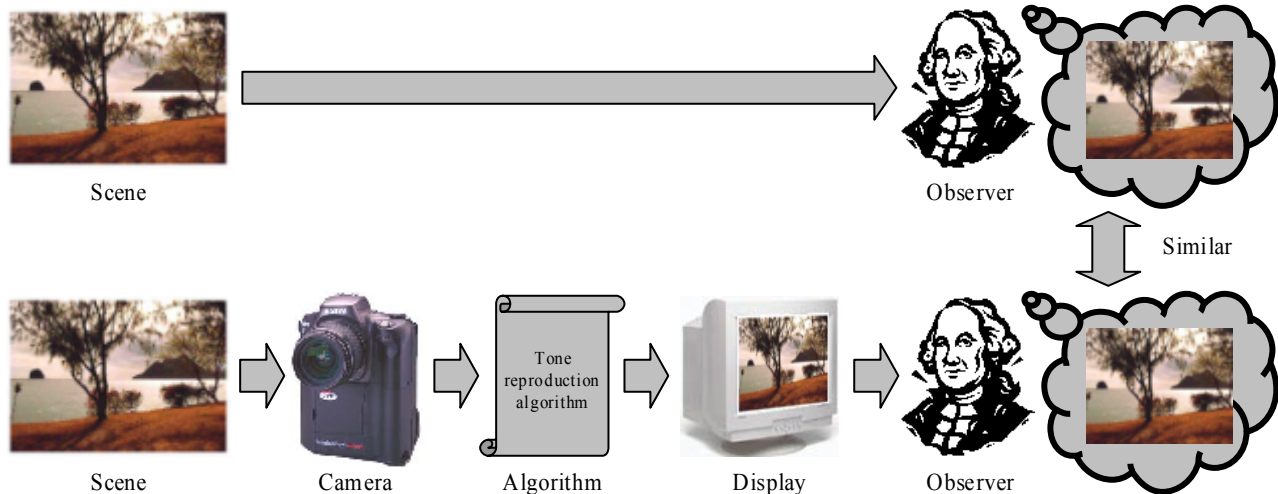 Scene
Observer
Similar
Tone
reproduction
algorithm
Scene
Camera
Algorithm
Display
Observer